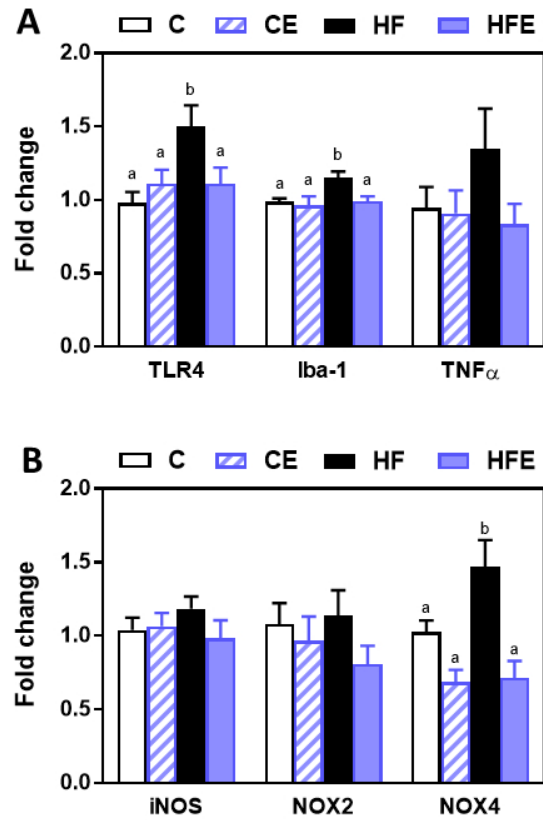 A
C CE HF HFE
2.0
1.5
1.0
0.5
0.0
Fold change
a a b a
a a b a
TLR4 Iba-1 TNFα
B
C CE HF HFE
2.0
1.5
1.0
0.5
0.0
Fold change
a a b a
iNOS NOX2 NOX4